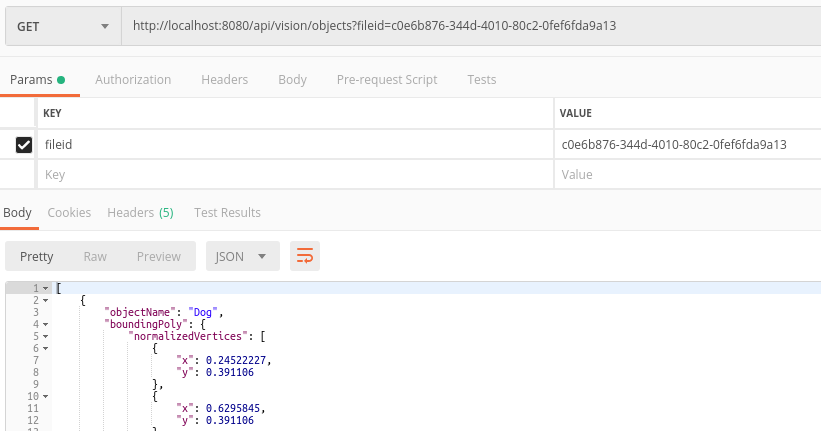 GET http://localhost:8080/api/vision/objects?fileid=c0e6b876-344d-4010-80c2-0fef6fda9a13
Params Authorization Headers Body Pre-request Script Tests
KEY VALUE
fileid c0e6b876-344d-4010-80c2-0fef6fda9a13
Key Value
Body Cookies Headers (5) Test Results
Pretty Raw Preview JSON
1 [
2 {
3 "objectName": "Dog",
4 "boundingPoly": {
5 "normalizedVertices": [
6 {
7 "x": 0.24522227,
8 "y": 0.391106
9 },
10 {
11 "x": 0.6295845,
12 "y": 0.391106